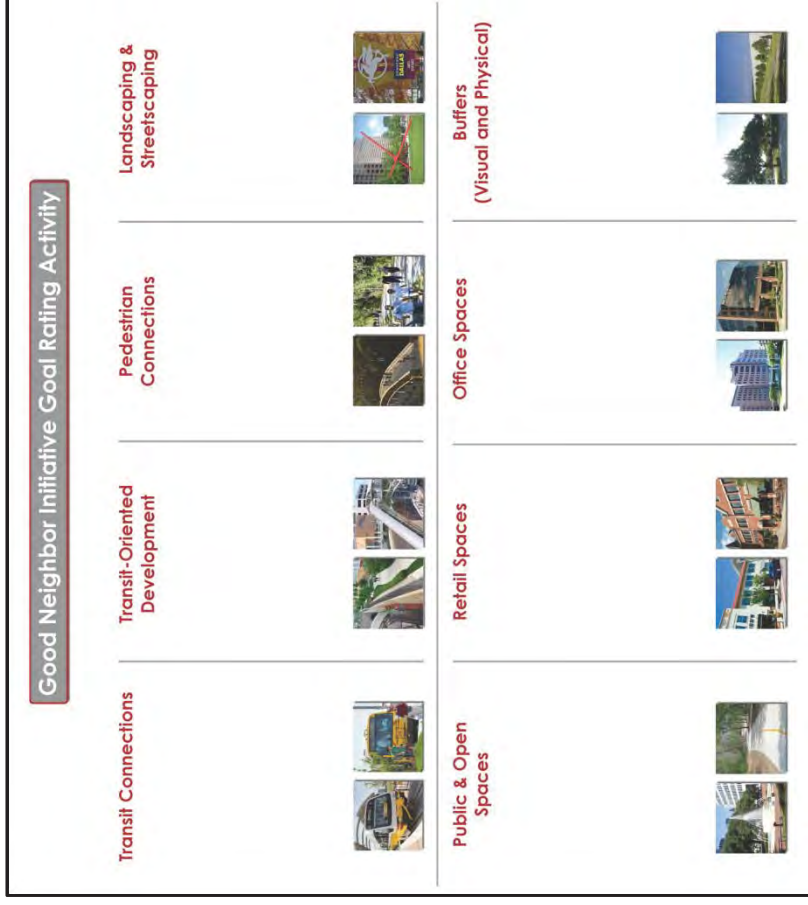 Good Neighbor Initiative Goal Rating Activity
Transit Connections
Transit-Oriented
Development
Pedestrian
Connections
Landscaping &
Streetscaping
DALLAS
Public & Open
Spaces
Retail Spaces
Office Spaces
Buffers
(Visual and Physical)